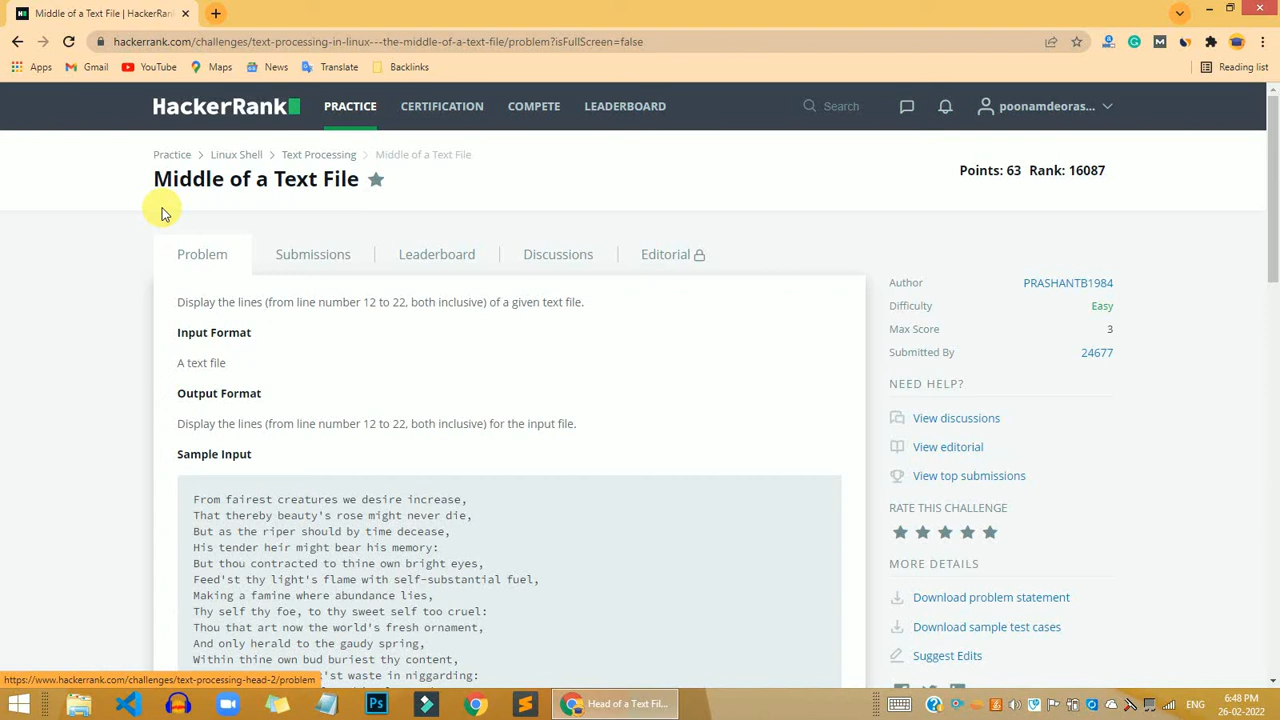 Middle of a Text File | HackerRan
hackerrank.com/challenges/text-processing-in-linux---the-middle-of-a-text-file/problem?isFullScreen=false
Apps Gmail YouTube Maps News Translate Backlinks Reading list
HackerRank PRACTICE CERTIFICATION COMPETE LEADERBOARD Search poonamdeoras...
Practice > Linux Shell > Text Processing > Middle of a Text File
Middle of a Text File
Points: 63 Rank: 16087
Problem Submissions Leaderboard Discussions Editorial
Display the lines (from line number 12 to 22, both inclusive) of a given text file.
Input Format
A text file
Output Format
Display the lines (from line number 12 to 22, both inclusive) for the input file.
Sample Input
From fairest creatures we desire increase,
That thereby beauty's rose might never die,
But as the riper should by time decease,
His tender heir might bear his memory:
But thou contracted to thine own bright eyes,
Feed'st thy light's flame with self-substantial fuel,
Making a famine where abundance lies,
Thy self thy foe, to thy sweet self too cruel:
Thou that art now the world's fresh ornament,
And only herald to the gaudy spring,
Within thine own bud buriest thy content,
'st waste in niggarding:
Author PRASHANTB1984
Difficulty Easy
Max Score 3
Submitted By 24677
NEED HELP?
View discussions
View editorial
View top submissions
RATE THIS CHALLENGE
MORE DETAILS
Download problem statement
Download sample test cases
Suggest Edits
https://www.hackerrank.com/challenges/text-processing-head-2/problem
Ps
Head of a Text Fil...
ENG
6:48 PM
26-02-2022